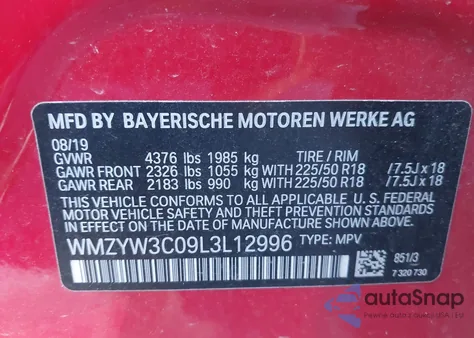 MFD BY BAYERISCHE MOTOREN WERKE AG
08/19
GVWR 4376 lbs 1985 kg TIRE / RIM
GAWR FRONT 2326 lbs 1055 kg WITH 225/50 R18 /7.5J x 18
GAWR REAR 2183 lbs 990 kg WITH 225/50 R18 /7.5J x 18
THIS VEHICLE CONFORMS TO ALL APPLICABLE U.S. FEDERAL
MOTOR VEHICLE SAFETY, BUMPER, AND THEFT
PREVENTION STANDARDS IN EFFECT ON THE DATE OF
MANUFACTURE SHOWN ABOVE.
WMZYW3C09L3L12996 TYPE: MPV
851/3
7 320 730
autoSnap